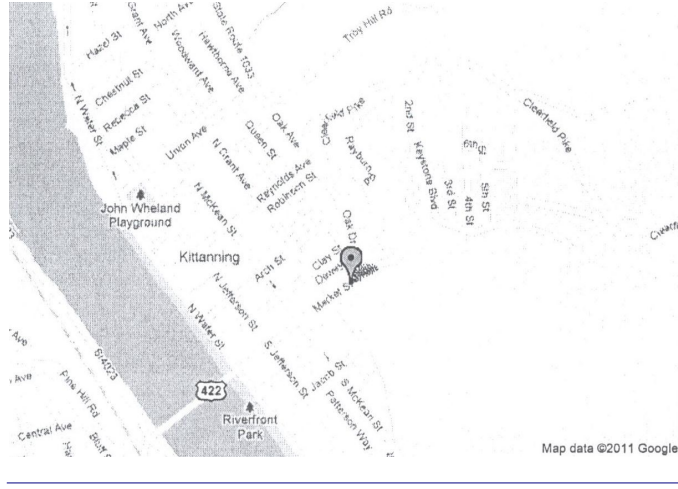 Grant Ave
North Ave
State Route 1033
Troy Hill Rd
Hazel St
Woodward Ave
Hawthorne Ave
Chestnut St
N Water St
Rebecca St
Maple St
Union Ave
Queen St
Oak Ave
Clearfield Pike
Rayburn
2nd St
Keystone Blvd
6th St
5th St
4th St
3rd St
Clearfield Pike
N Grant Ave
Reynolds Ave
Robinson St
John Wheland
Playground
N McKean St
Oak Dr
Kittanning
Arch St
Clay St
Market St
N Jefferson St
N Water St
S Jefferson St
Jacob St
S McKean St
Patterson Way
Ave
Ave
Pine Hill Rd
St4023
422
Riverfront
Park
Central Ave
Map data ©2011 Google